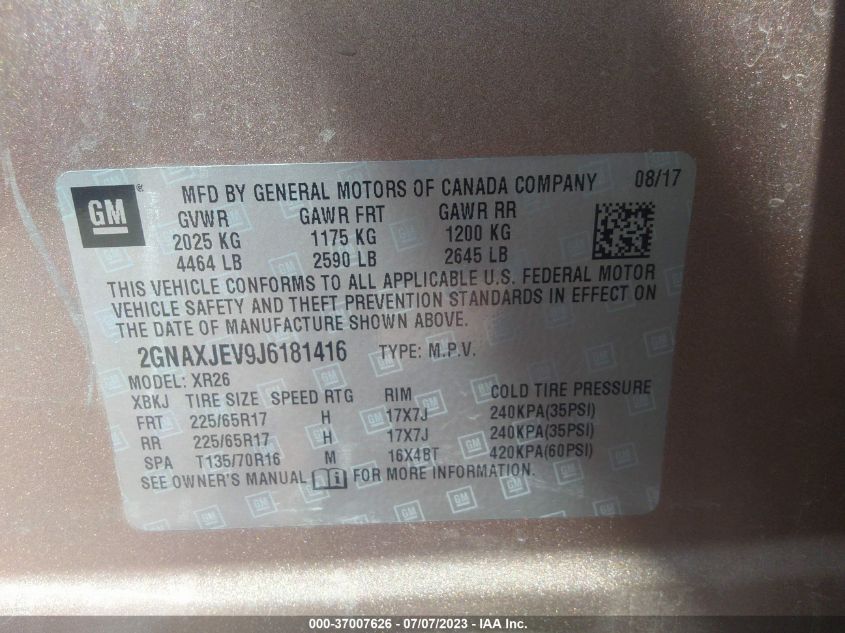 GM ® MFD BY GENERAL MOTORS OF CANADA COMPANY 08/17
GVWR GAWR FRT GAWR RR
2025 KG 1175 KG 1200 KG
4464 LB 2590 LB 2645 LB
THIS VEHICLE CONFORMS TO ALL APPLICABLE U.S. FEDERAL MOTOR
VEHICLE SAFETY AND THEFT PREVENTION STANDARDS IN EFFECT ON
THE DATE OF MANUFACTURE SHOWN ABOVE.
2GNAXJEV9J6181416 TYPE: M.P.V.
MODEL: XR26
XBKJ TIRE SIZE SPEED RTG RIM COLD TIRE PRESSURE
FRT 225/65R17 H 17X7J 240KPA(35PSI)
RR 225/65R17 H 17X7J 240KPA(35PSI)
SPA T135/70R16 M 16X4BT 420KPA(60PSI)
SEE OWNER'S MANUAL FOR MORE INFORMATION.
000-37007626 - 07/07/2023 - IAA Inc.